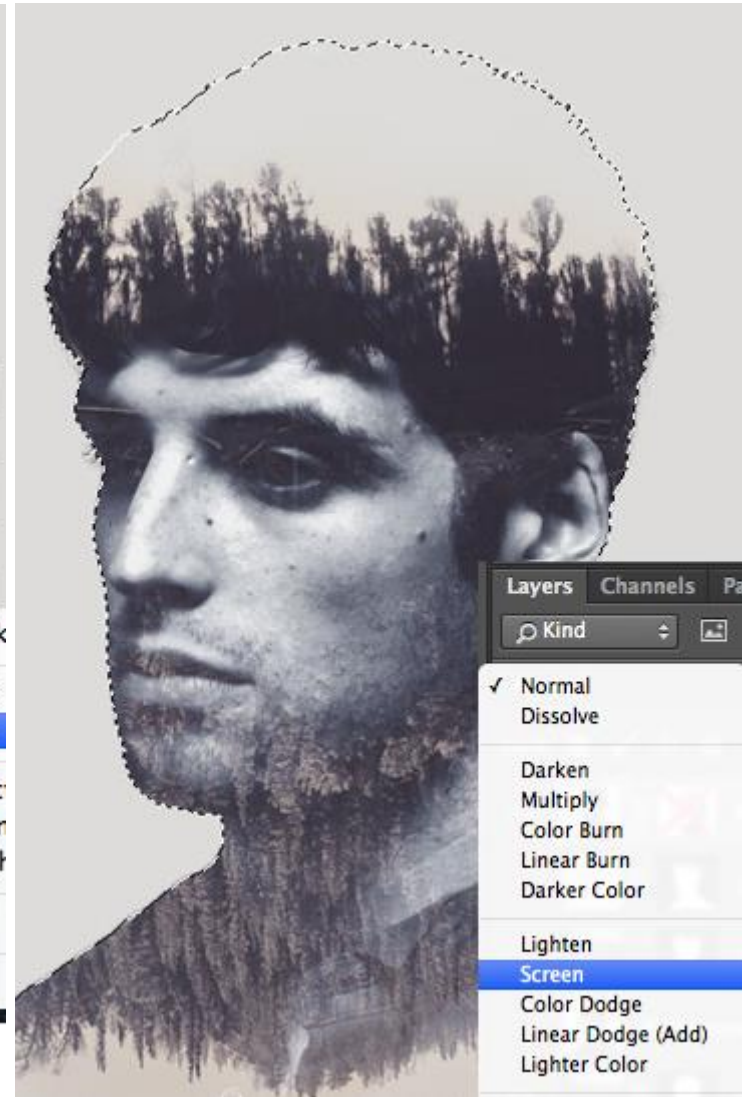 Layers Channels Pa
Kind
Normal
Dissolve
Darken
Multiply
Color Burn
Linear Burn
Darker Color
Lighten
Screen
Color Dodge
Linear Dodge (Add)
Lighter Color